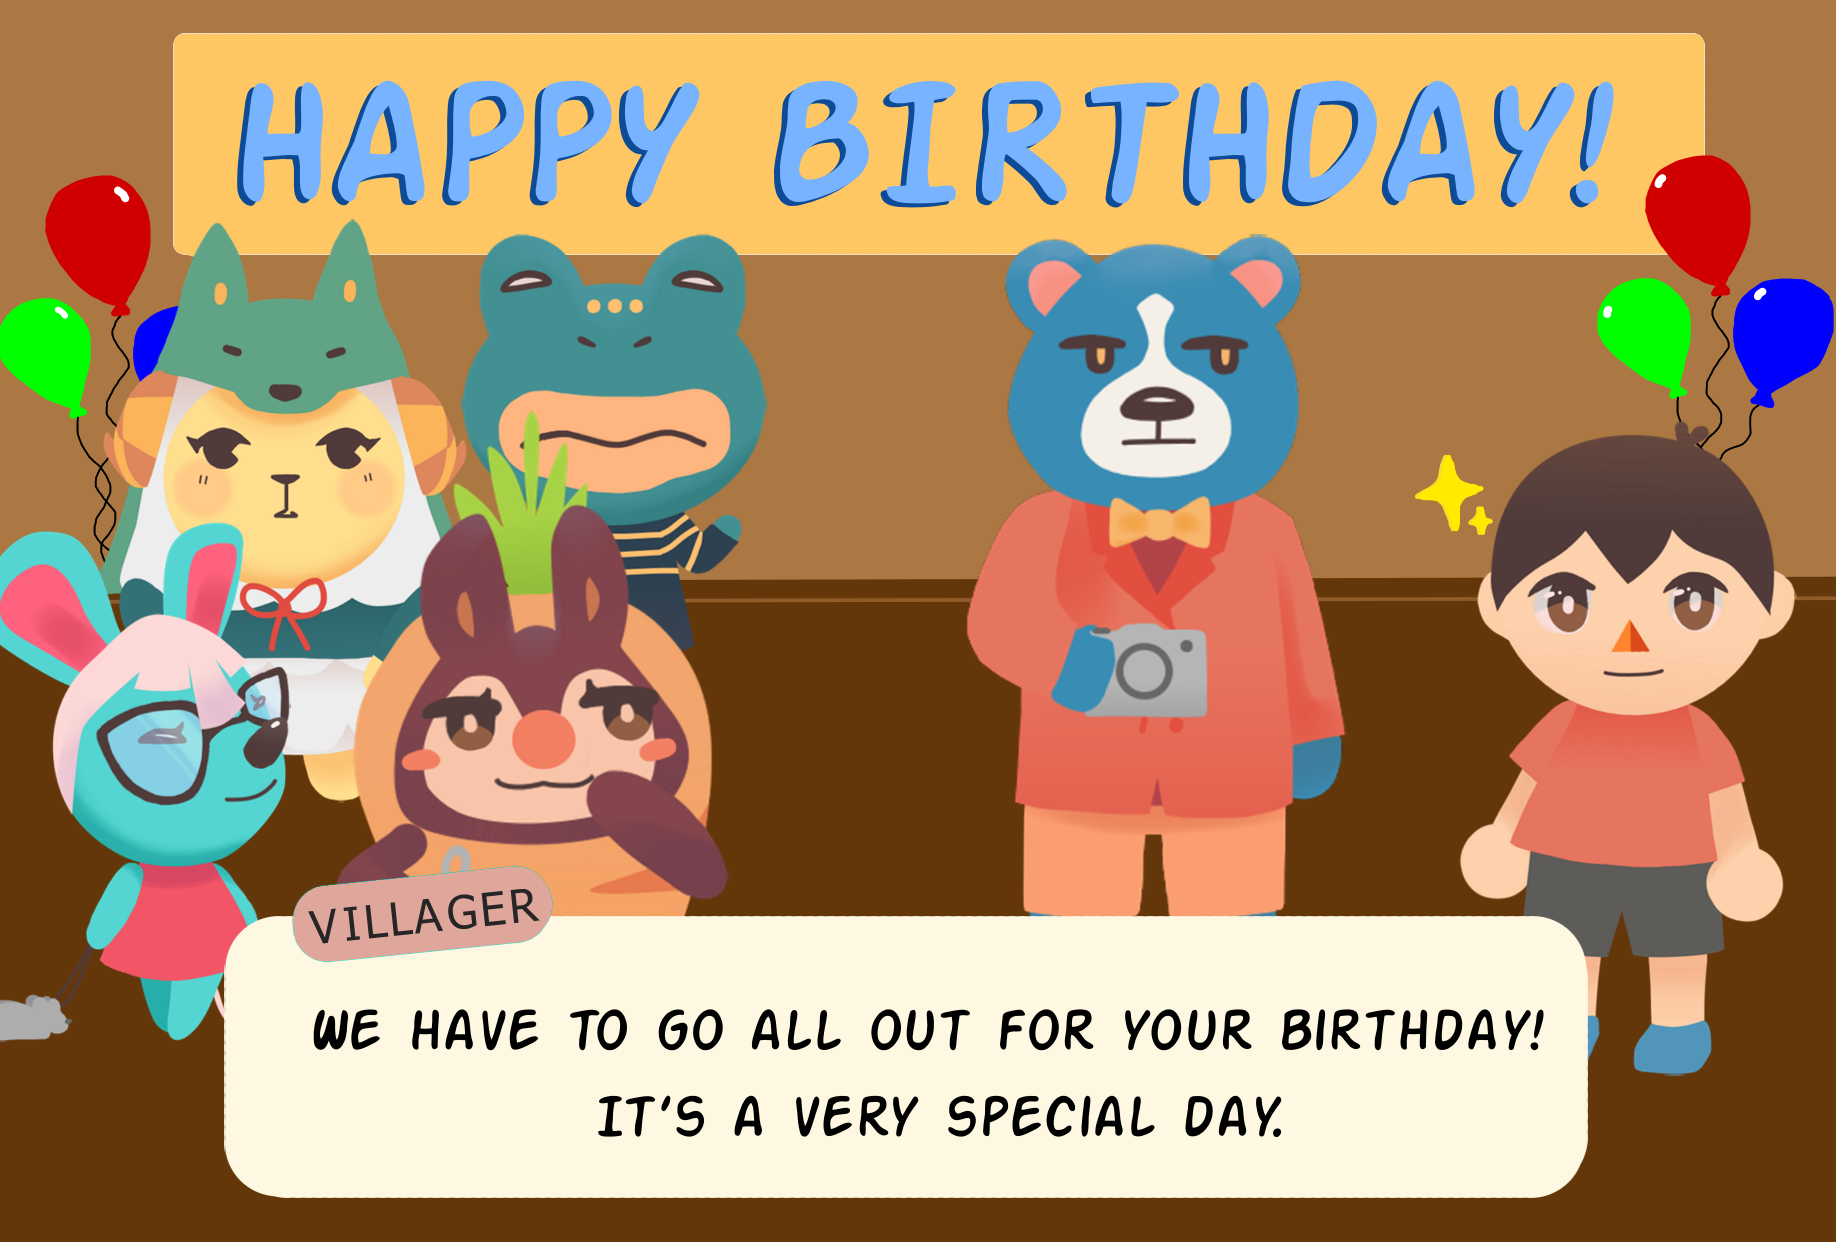 HAPPY BIRTHDAY!
VILLAGER
WE HAVE TO GO ALL OUT FOR YOUR BIRTHDAY!
IT'S A VERY SPECIAL DAY.